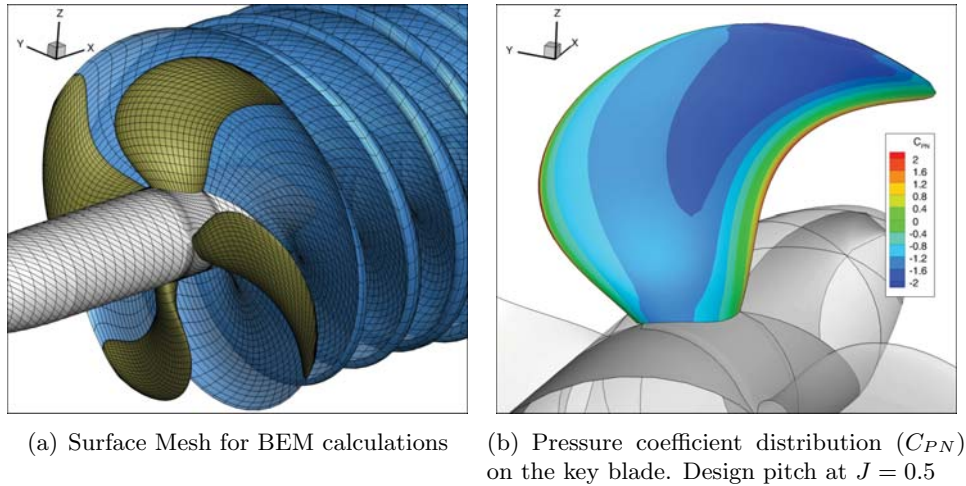 Z
Y
X
Z
Y
X
C_PN
2
1.6
1.2
0.8
0.4
0
-0.4
-0.8
-1.2
-1.6
-2
(a) Surface Mesh for BEM calculations
(b) Pressure coefficient distribution (C_PN)
on the key blade. Design pitch at J = 0.5